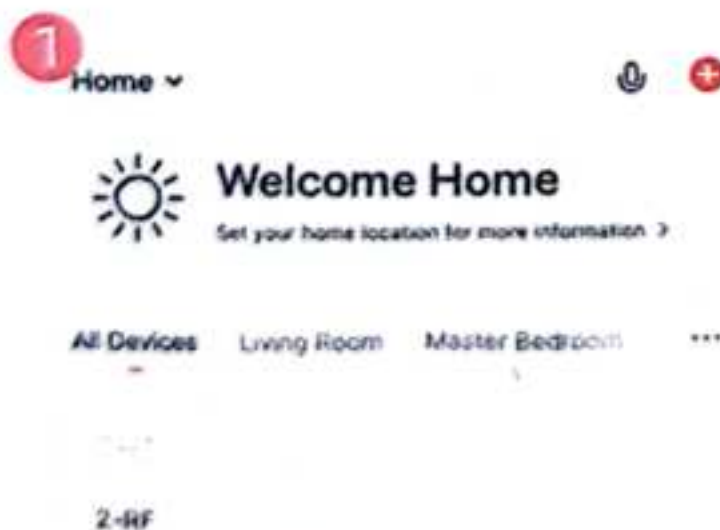 1
Home
Welcome Home
Set your home location for more information >
All Devices Living Room Master Bedroom ...
2-RF